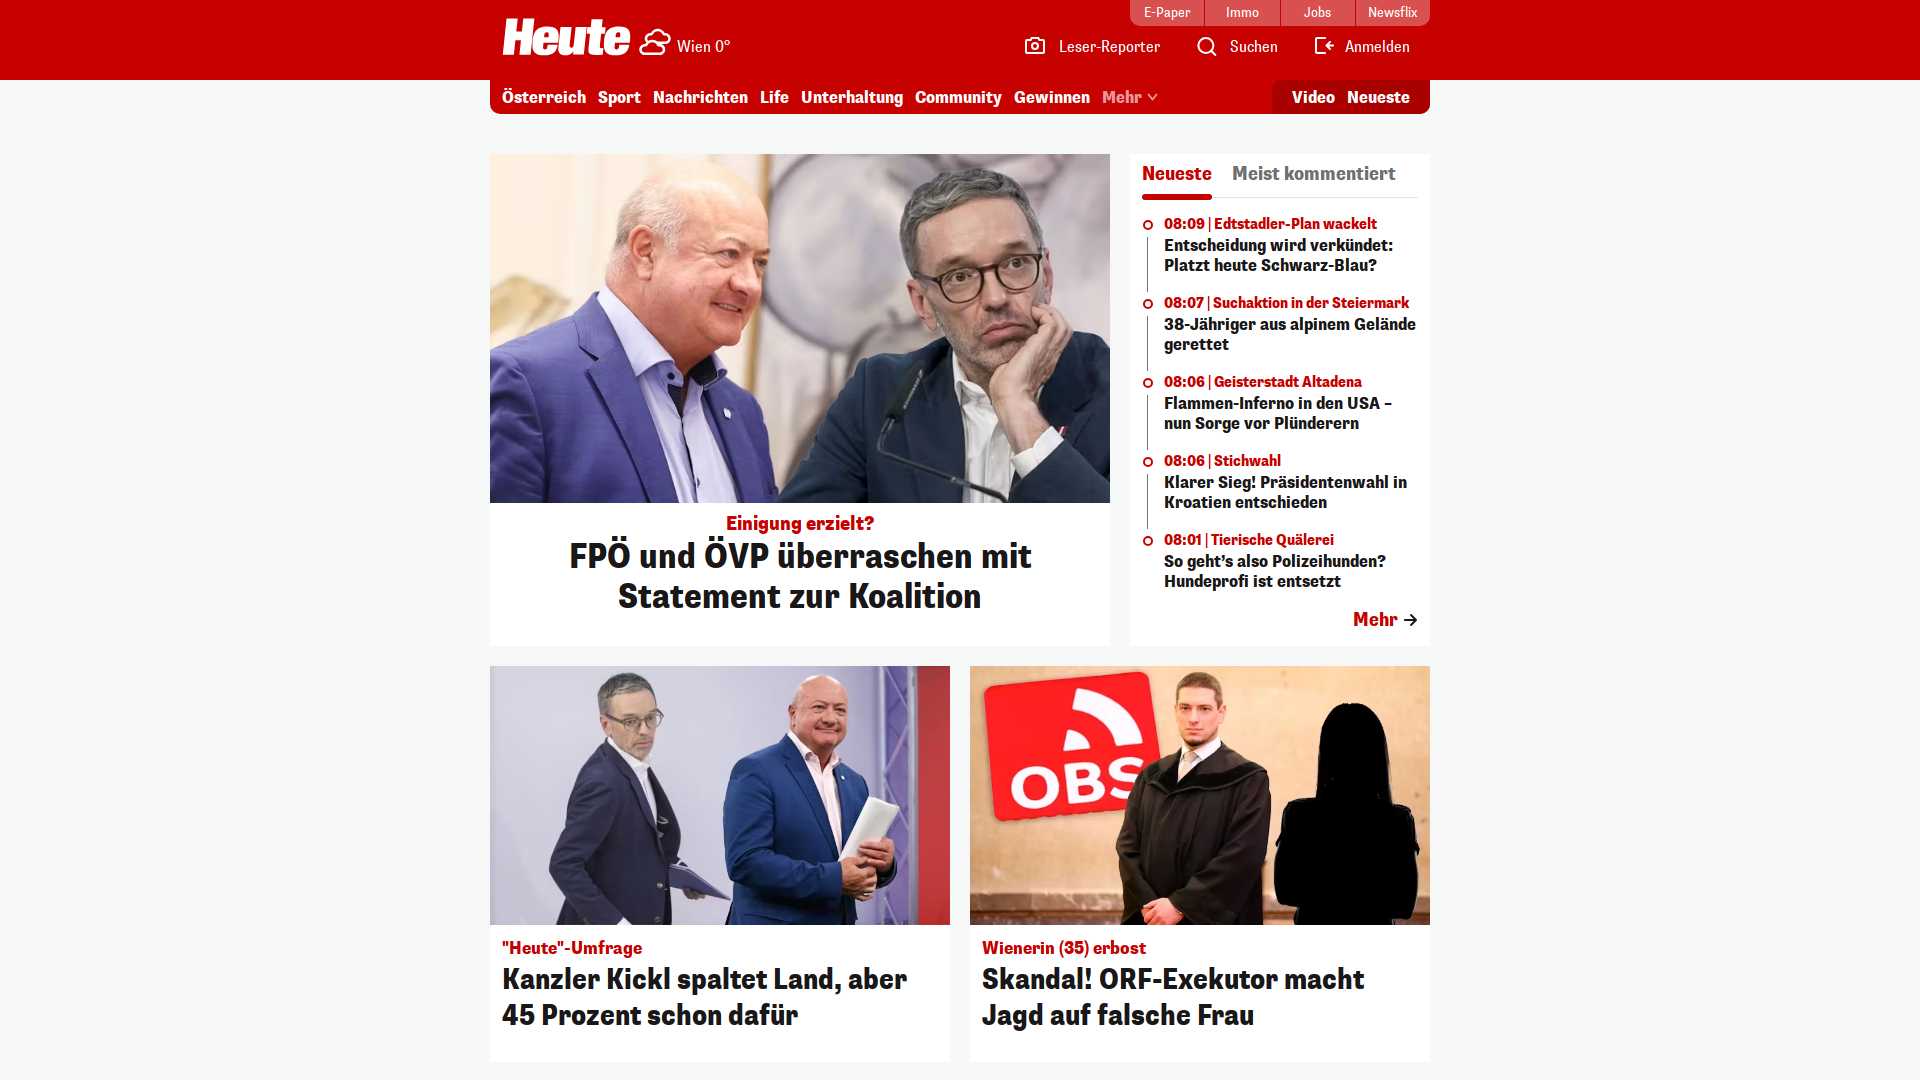 E-Paper
Immo
Jobs
Newsflix
Heute
Wien 0°
Leser-Reporter
Suchen
Anmelden
Österreich
Sport
Nachrichten
Life
Unterhaltung
Community
Gewinnen
Mehr
Video
Neueste
Einigung erzielt?
FPÖ und ÖVP überraschen mit
Statement zur Koalition
Neueste
Meist kommentiert
08:09 | Edtstadler-Plan wackelt
Entscheidung wird verkündet:
Platzt heute Schwarz-Blau?
08:07 | Suchaktion in der Steiermark
38-Jähriger aus alpinem Gelände
gerettet
08:06 | Geisterstadt Altadena
Flammen-Inferno in den USA –
nun Sorge vor Plünderern
08:06 | Stichwahl
Klarer Sieg! Präsidentenwahl in
Kroatien entschieden
08:01 | Tierische Quälerei
So geht’s also Polizeihunden?
Hundeprofi ist entsetzt
Mehr
"Heute"-Umfrage
Kanzler Kickl spaltet Land, aber
45 Prozent schon dafür
OBS
Wienerin (35) erbost
Skandal! ORF-Exekutor macht
Jagd auf falsche Frau